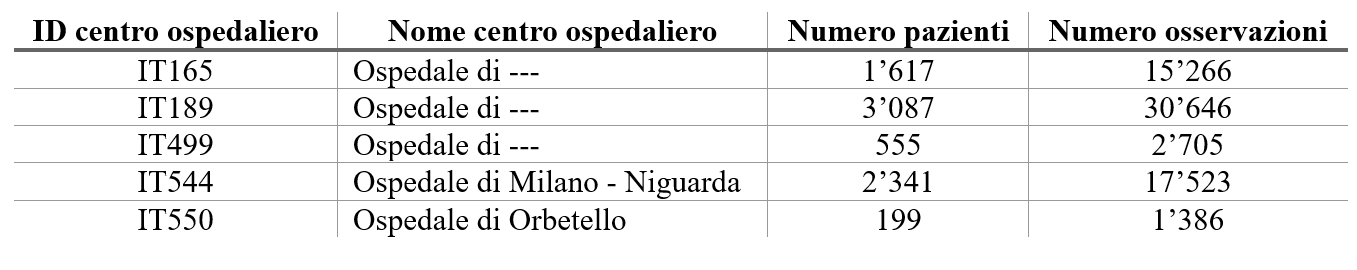 ID centro ospedaliero Nome centro ospedaliero Numero pazienti Numero osservazioni
IT165 Ospedale di --- 1’617 15’266
IT189 Ospedale di --- 3’087 30’646
IT499 Ospedale di --- 555 2’705
IT544 Ospedale di Milano - Niguarda 2’341 17’523
IT550 Ospedale di Orbetello 199 1’386